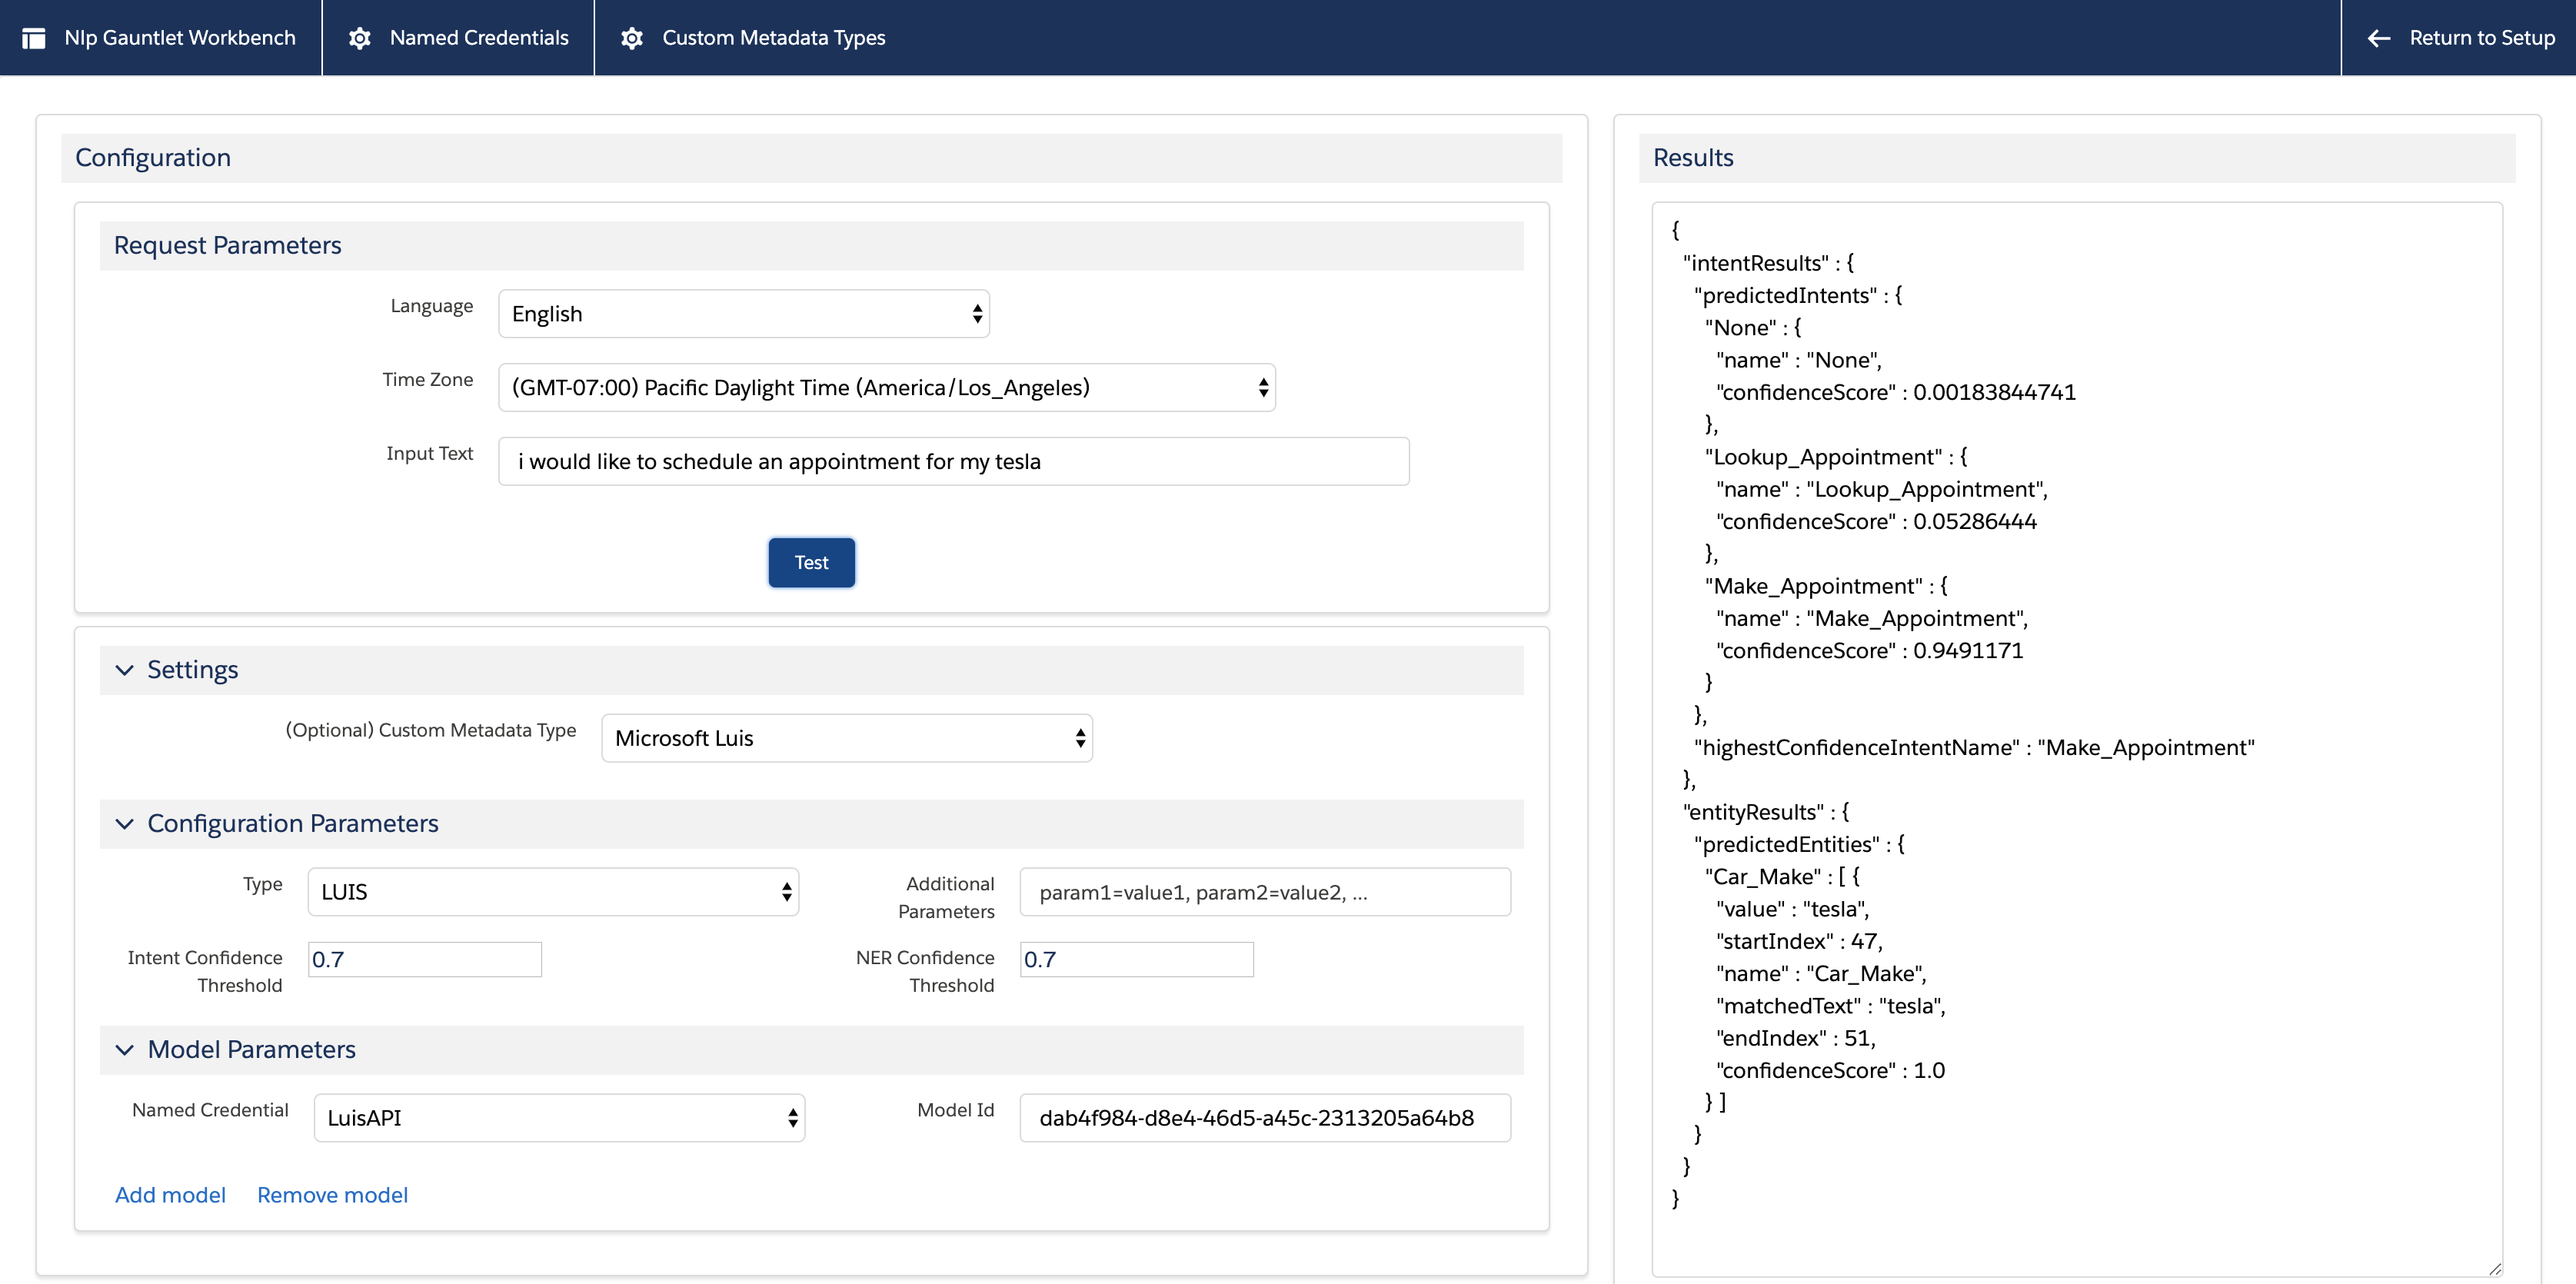 Nlp Gauntlet Workbench
Named Credentials
Custom Metadata Types
Return to Setup
Configuration
Request Parameters
Language
English
Time Zone
(GMT-07:00) Pacific Daylight Time (America/Los_Angeles)
Input Text
i would like to schedule an appointment for my tesla
Test
Settings
(Optional) Custom Metadata Type
Microsoft Luis
Configuration Parameters
Type
LUIS
Additional
Parameters
param1=value1, param2=value2, ...
Intent Confidence
Threshold
0.7
NER Confidence
Threshold
0.7
Model Parameters
Named Credential
LuisAPI
Model Id
dab4f984-d8e4-46d5-a45c-2313205a64b8
Add model
Remove model
Results
{
"intentResults" : {
"predictedIntents" : {
"None" : {
"name" : "None",
"confidenceScore" : 0.00183844741
},
"Lookup_Appointment" : {
"name" : "Lookup_Appointment",
"confidenceScore" : 0.05286444
},
"Make_Appointment" : {
"name" : "Make_Appointment",
"confidenceScore" : 0.9491171
}
},
"highestConfidenceIntentName" : "Make_Appointment"
},
"entityResults" : {
"predictedEntities" : {
"Car_Make" : [ {
"value" : "tesla",
"startIndex" : 47,
"name" : "Car_Make",
"matchedText" : "tesla",
"endIndex" : 51,
"confidenceScore" : 1.0
} ]
}
}
}